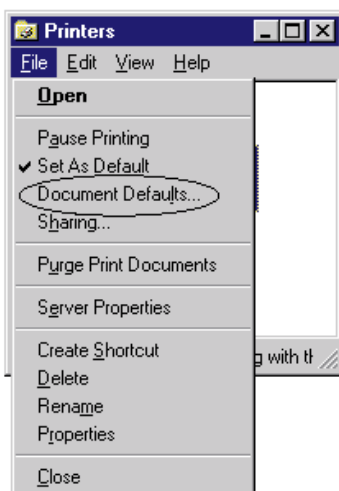 Printers
File Edit View Help
Open
Pause Printing
Set As Default
Document Defaults...
Sharing...
Purge Print Documents
Server Properties
Create Shortcut
with
Delete
Rename
Properties
Close